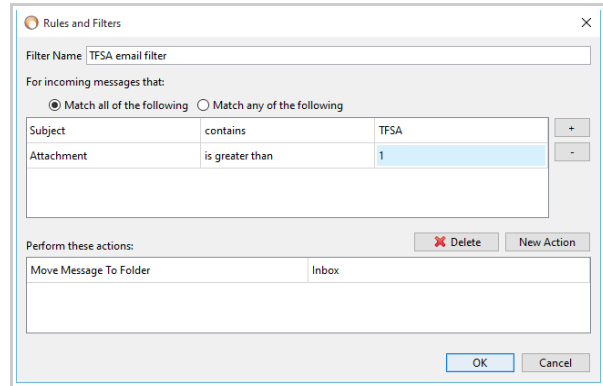 Rules and Filters
Filter Name TFSA email filter
For incoming messages that:
Match all of the following Match any of the following
Subject contains TFSA +
Attachment is greater than 1 -
Perform these actions: Delete New Action
Move Message To Folder Inbox
OK Cancel